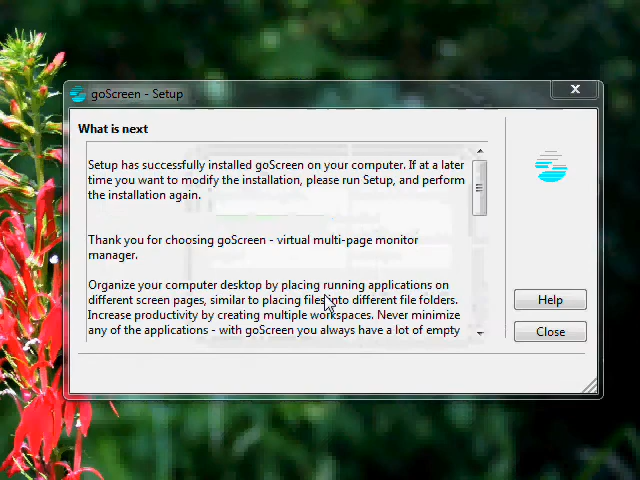 goScreen - Setup
What is next
Setup has successfully installed goScreen on your computer. If at a later
time you want to modify the installation, please run Setup, and perform
the installation again.
Thank you for choosing goScreen - virtual multi-page monitor
manager.
Organize your computer desktop by placing running applications on
different screen pages, similar to placing files into different file folders.
Increase productivity by creating multiple workspaces. Never minimize
any of the applications - with goScreen you always have a lot of empty
Help
Close